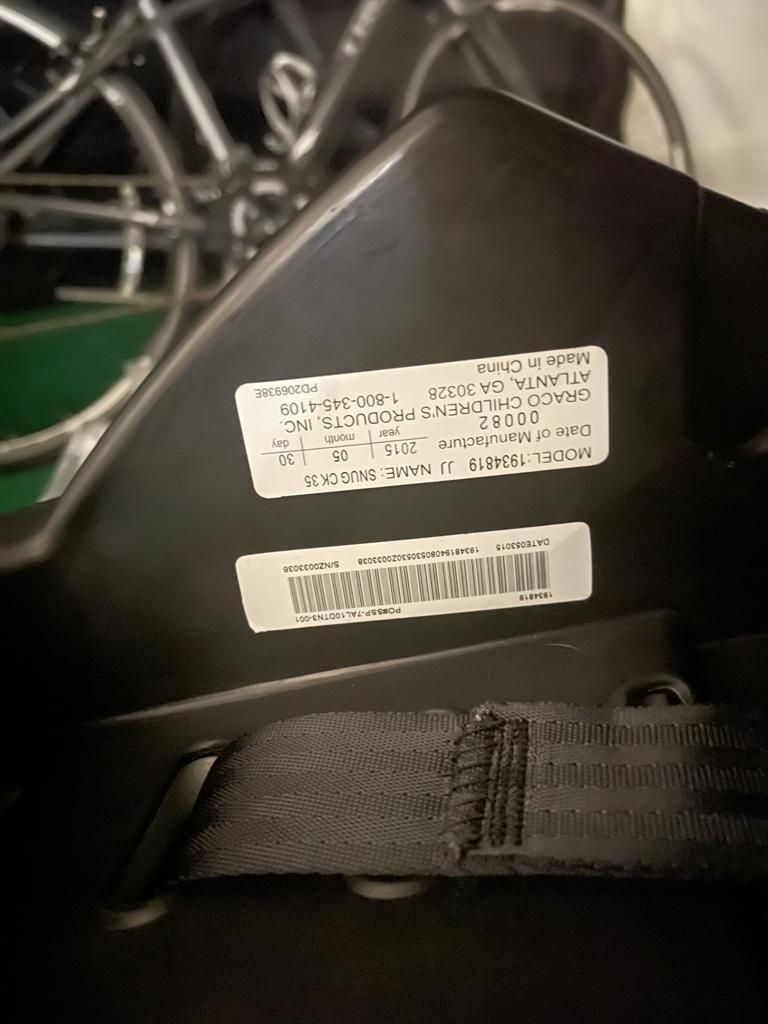 MODEL:1934819 JJ NAME: SNUG CK 35
Date of Manufacture 2015 05 30
00082 year month day
GRACO CHILDREN'S PRODUCTS, INC.
ATLANTA, GA 30328 1-800-345-4109
Made in China PD206938E
1934819 PO#SSP-7AL10DTN3-001
DATE053015 19348194080530530Z0033038 S/NZ0033038